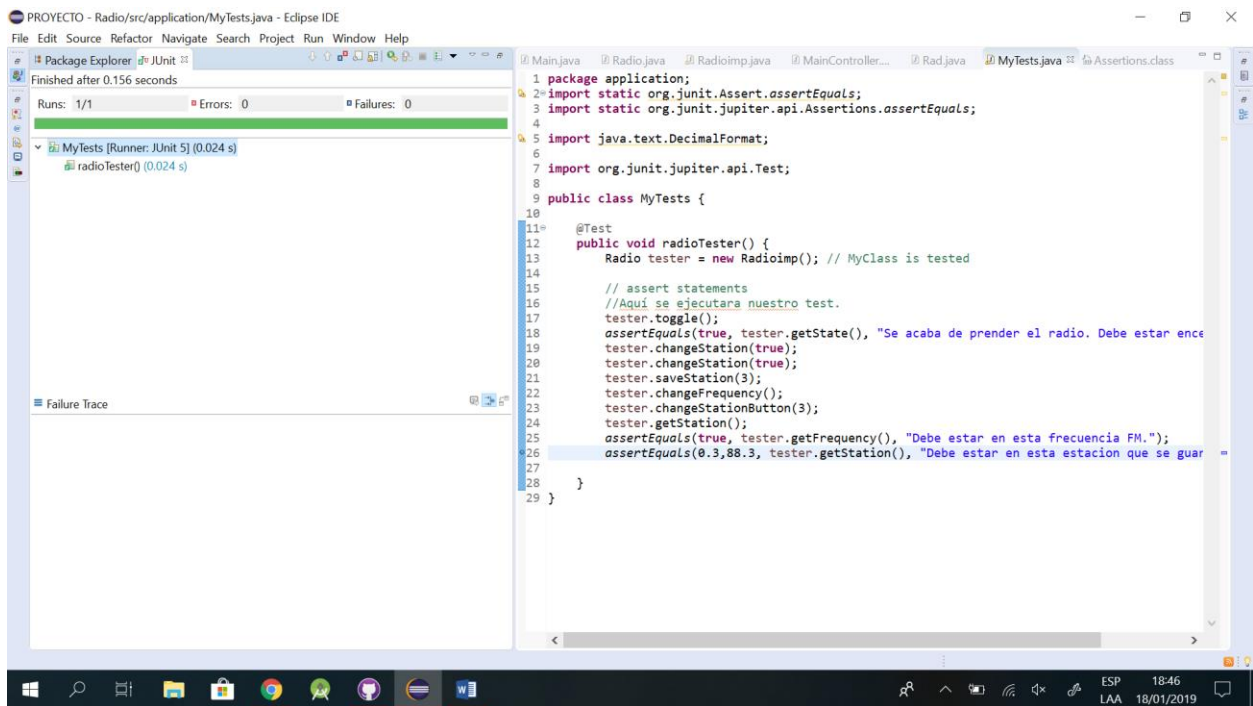 PROYECTO - Radio/src/application/MyTests.java - Eclipse IDE
File Edit Source Refactor Navigate Search Project Run Window Help
Package Explorer JUnit
Finished after 0.156 seconds
Runs: 1/1 Errors: 0 Failures: 0
MyTests [Runner: JUnit 5] (0.024 s)
radioTester() (0.024 s)
Failure Trace
Main.java Radio.java Radioimp.java MainController.... Rad.java MyTests.java Assertions.class
1 package application;
2 import static org.junit.Assert.assertEquals;
3 import static org.junit.jupiter.api.Assertions.assertEquals;
4
5 import java.text.DecimalFormat;
6
7 import org.junit.jupiter.api.Test;
8
9 public class MyTests {
10
11 @Test
12 public void radioTester() {
13 Radio tester = new Radioimp(); // MyClass is tested
14
15 // assert statements
16 //Aquí se ejecutara nuestro test.
17 tester.toggle();
18 assertEquals(true, tester.getState(), "Se acaba de prender el radio. Debe estar ence
19 tester.changeStation(true);
20 tester.changeStation(true);
21 tester.saveStation(3);
22 tester.changeFrequency();
23 tester.changeStationButton(3);
24 tester.getStation();
25 assertEquals(true, tester.getFrequency(), "Debe estar en esta frecuencia FM.");
26 assertEquals(0.3,88.3, tester.getStation(), "Debe estar en esta estacion que se guar
27
28 }
29 }
ESP
LAA
18:46
18/01/2019